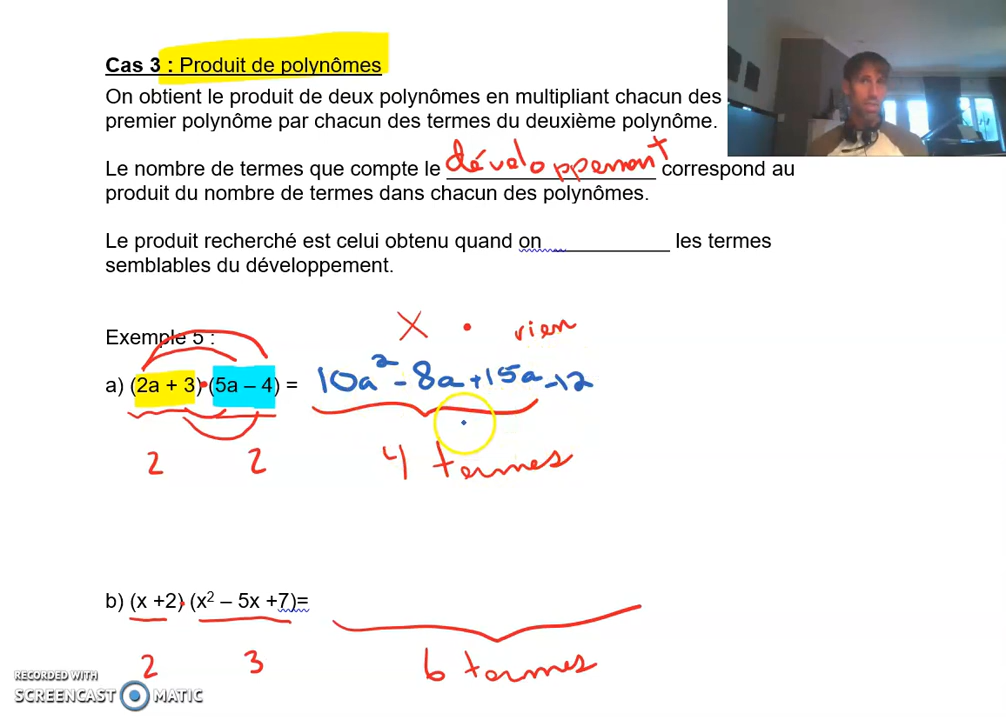 Cas 3 : Produit de polynômes
On obtient le produit de deux polynômes en multipliant chacun des
premier polynôme par chacun des termes du deuxième polynôme.
Le nombre de termes que compte le développement correspond au
produit du nombre de termes dans chacun des polynômes.
Le produit recherché est celui obtenu quand on ________ les termes
semblables du développement.
X • rien
Exemple 5 :
a) (2a + 3)•(5a – 4) = 10a² - 8a + 15a - 12
2 2 4 termes
b) (x +2)•(x² – 5x +7)=
2 3 6 termes
RECORDED WITH
SCREENCAST MATIC